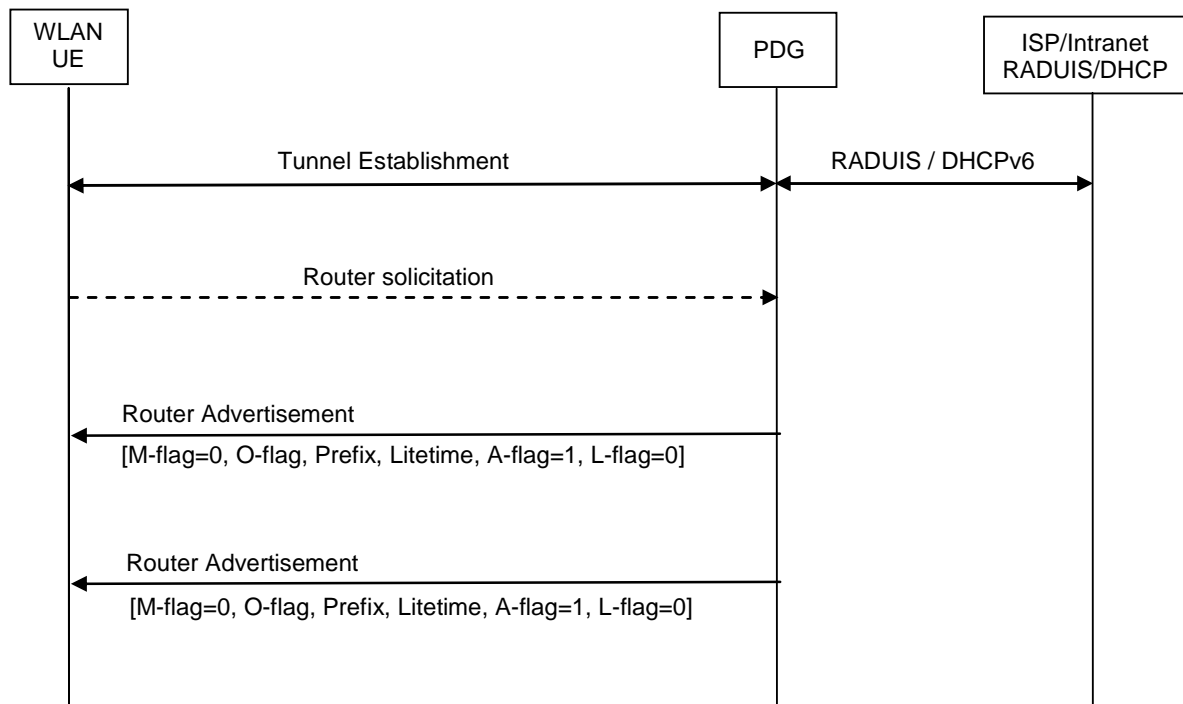 WLAN
UE
PDG
ISP/Intranet
RADUIS/DHCP
Tunnel Establishment
RADUIS / DHCPv6
Router solicitation
Router Advertisement
[M-flag=0, O-flag, Prefix, Litetime, A-flag=1, L-flag=0]
Router Advertisement
[M-flag=0, O-flag, Prefix, Litetime, A-flag=1, L-flag=0]